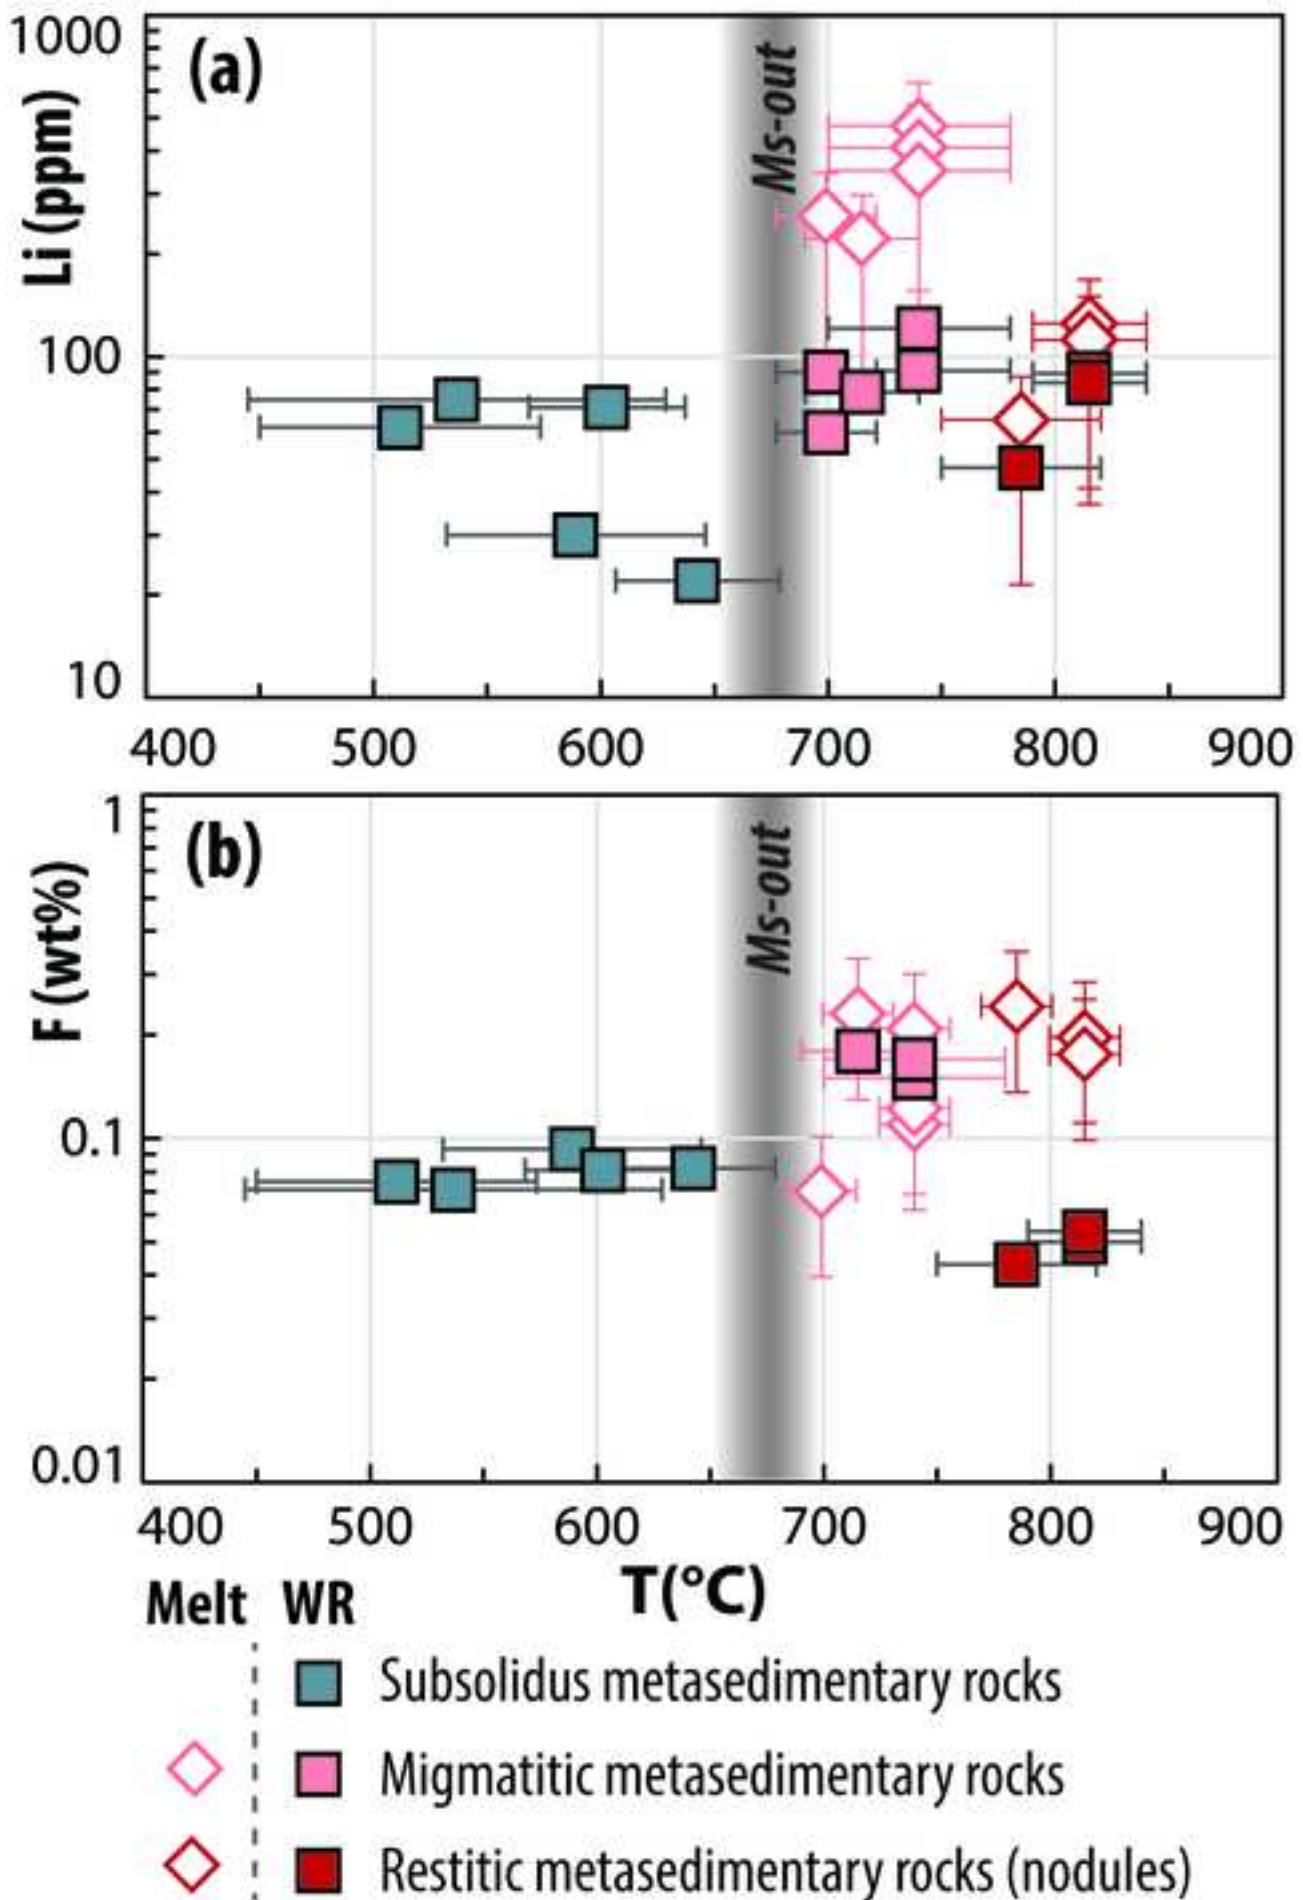 1000
(a)
Ms-out
Li (ppm)
100
10
400 500 600 700 800 900
1
(b)
Ms-out
F (wt%)
0.1
0.01
400 500 600 700 800 900
T(°C)
Melt WR
Subsolidus metasedimentary rocks
Migmatitic metasedimentary rocks
Restitic metasedimentary rocks (nodules)